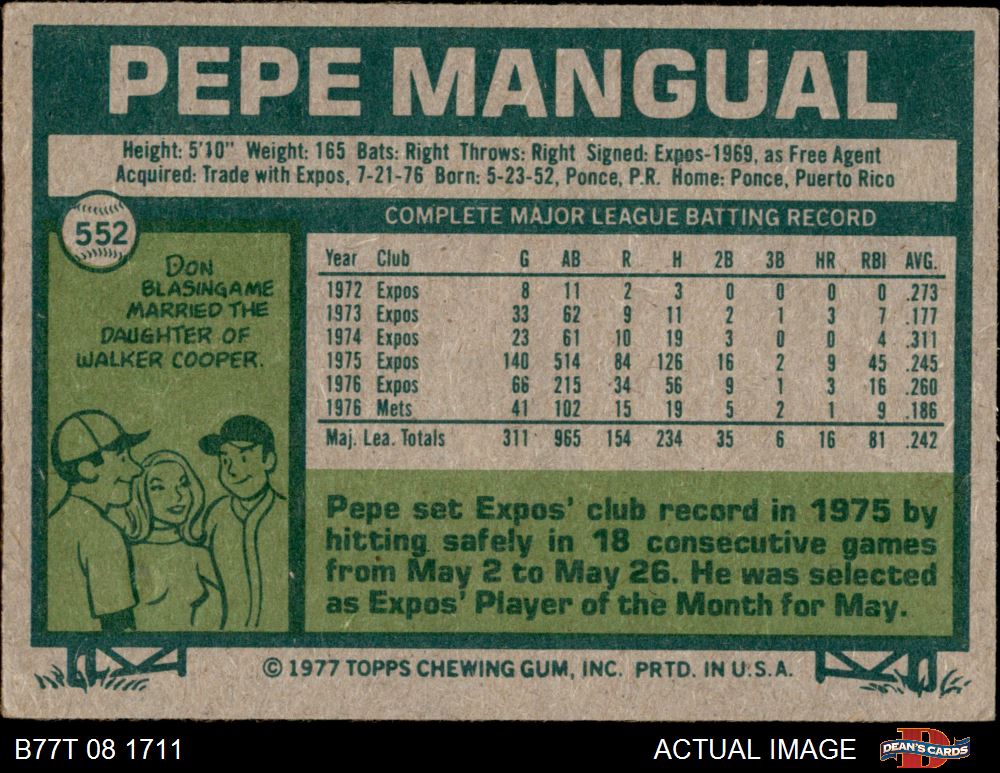 PEPE MANGUAL
Height: 5'10" Weight: 165 Bats: Right Throws: Right Signed: Expos-1969, as Free Agent
Acquired: Trade with Expos, 7-21-76 Born: 5-23-52, Ponce, P.R. Home: Ponce, Puerto Rico
552
DON
BLASINGAME
MARRIED THE
DAUGHTER OF
WALKER COOPER.
COMPLETE MAJOR LEAGUE BATTING RECORD
Year Club G AB R H 2B 3B HR RBI AVG.
1972 Expos 8 11 2 3 0 0 0 0 .273
1973 Expos 33 62 9 11 2 1 3 7 .177
1974 Expos 23 61 10 19 3 0 0 4 .311
1975 Expos 140 514 84 126 16 2 9 45 .245
1976 Expos 66 215 34 56 9 1 3 16 .260
1976 Mets 41 102 15 19 5 2 1 9 .186
Maj. Lea. Totals 311 965 154 234 35 6 16 81 .242
Pepe set Expos' club record in 1975 by
hitting safely in 18 consecutive games
from May 2 to May 26. He was selected
as Expos' Player of the Month for May.
© 1977 TOPPS CHEWING GUM, INC. PRTD. IN U.S.A.
B77T 08 1711
ACTUAL IMAGE
D
DEAN'S CARDS